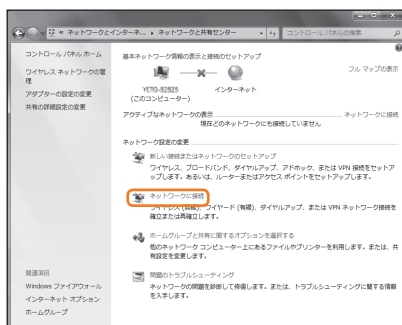 « ネットワークとインターネ... ▸ ネットワークと共有センター
コントロール パネルの検索
コントロール パネル ホーム
ワイヤレス ネットワークの管理
アダプターの設定の変更
共有の詳細設定の変更
基本ネットワーク情報の表示と接続のセットアップ
フル マップの表示
インターネット
(このコンピューター)
アクティブなネットワークの表示
ネットワークに接続
現在どのネットワークにも接続していません
ネットワーク設定の変更
新しい接続またはネットワークのセットアップ
ワイヤレス、ブロードバンド、ダイヤルアップ、アドホック、または VPN 接続をセットア
ップします。あるいは、ルーターまたはアクセス ポイントをセットアップします。
ネットワークに接続
ワイヤレス (無線)、ワイヤード (有線)、ダイヤルアップ、または VPN ネットワーク接続を
確立または再確立します。
ホームグループと共有に関するオプションを選択する
他のネットワーク コンピューター上にあるファイルやプリンターを利用します。または、共
有設定を変更します。
問題のトラブルシューティング
ネットワークの問題を診断して修復します。または、トラブルシューティングに関する情報
を入手します。
関連項目
Windows ファイアウォール
インターネット オプション
ホームグループ